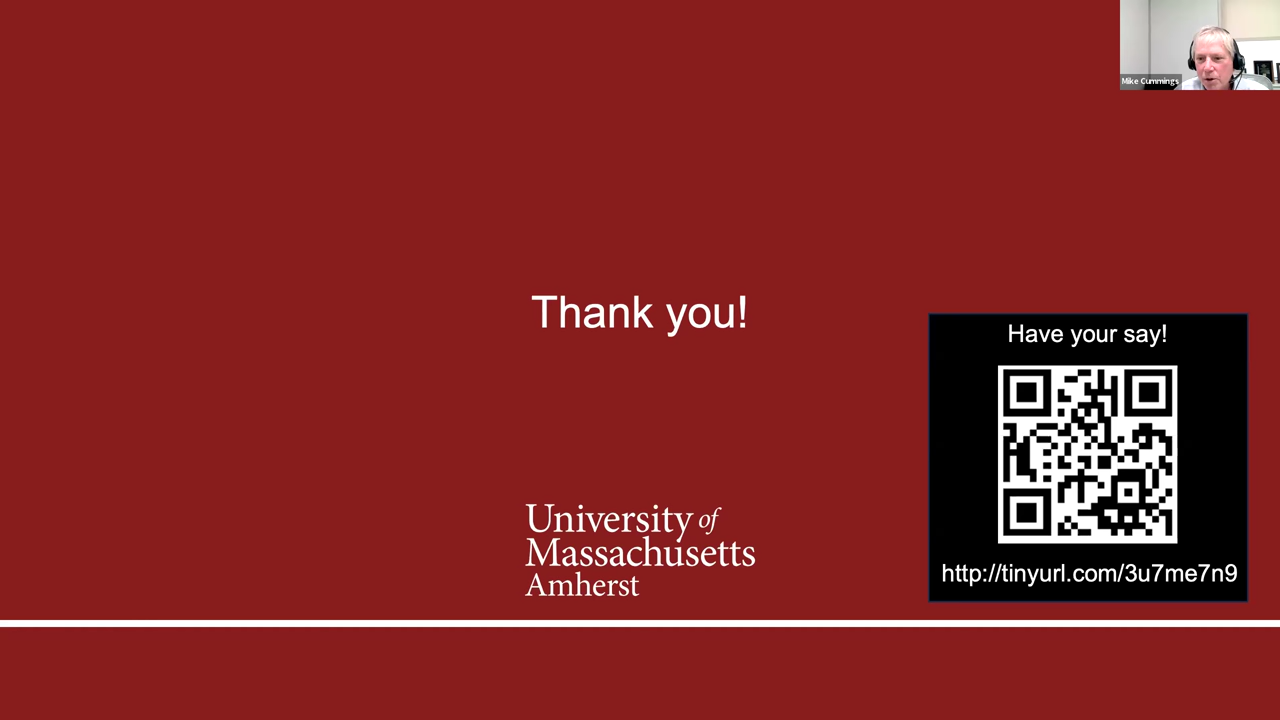 Mike Cummings
Thank you!
Have your say!
University of
Massachusetts
Amherst
http://tinyurl.com/3u7me7n9